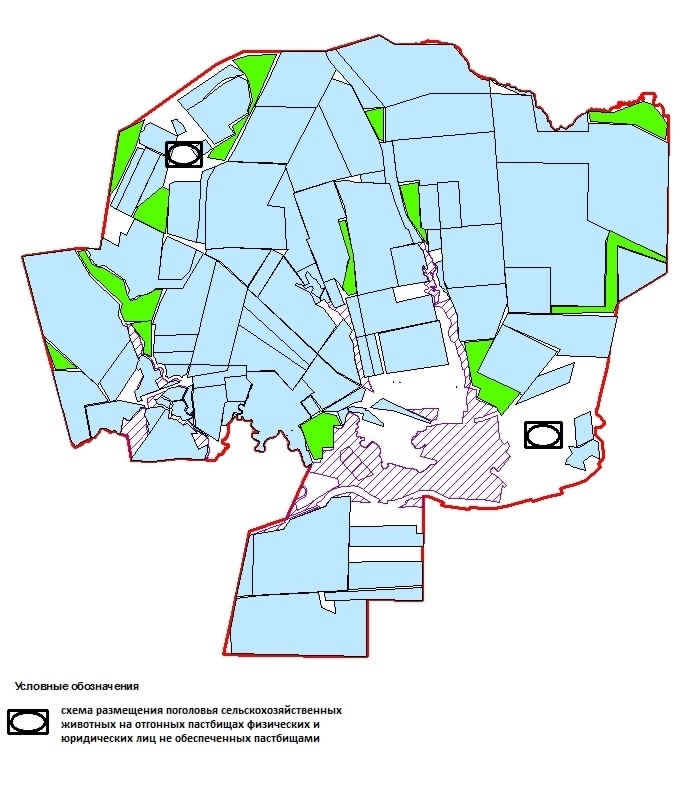 Условные обозначения
схема размещения поголовья сельскохозяйственных
животных на отгонных пастбищах физических и
юридических лиц не обеспеченных пастбищами